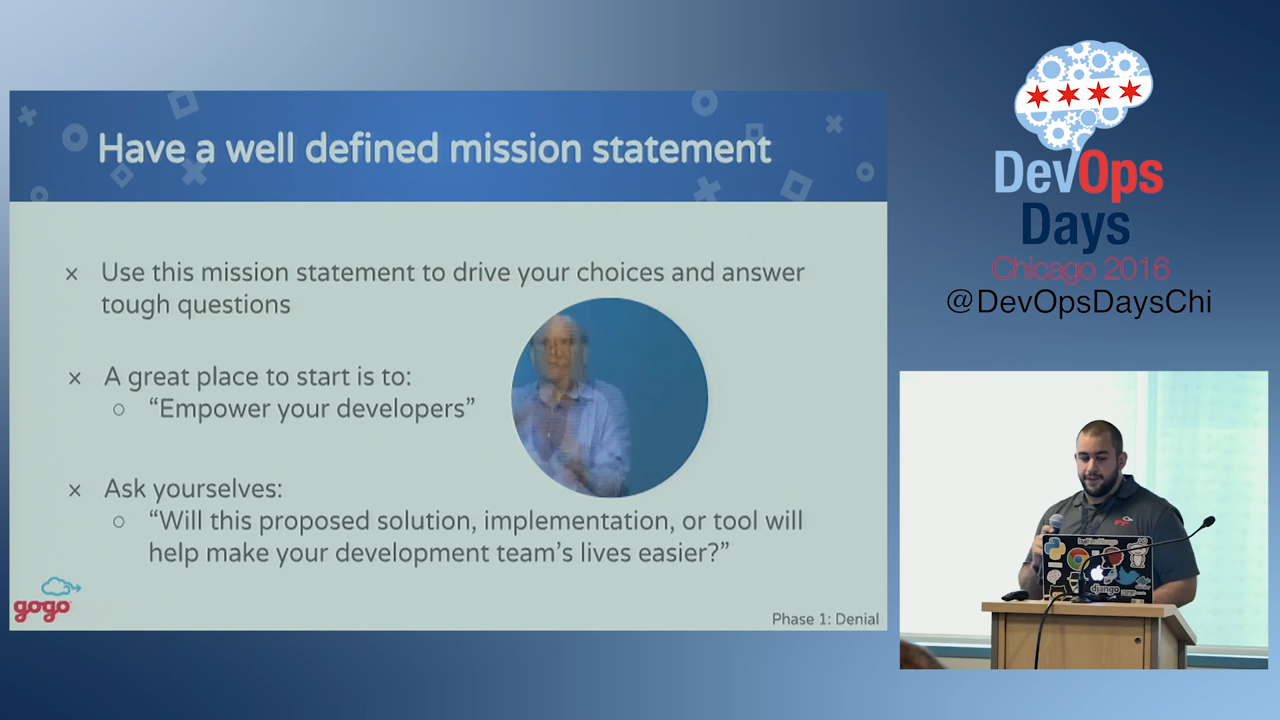 Have a well defined mission statement
× Use this mission statement to drive your choices and answer
tough questions
× A great place to start is to:
○ “Empower your developers”
× Ask yourselves:
○ “Will this proposed solution, implementation, or tool will
help make your development team’s lives easier?”
gogo
Phase 1: Denial
DevOps
Days
Chicago 2016
@DevOpsDaysChi
django